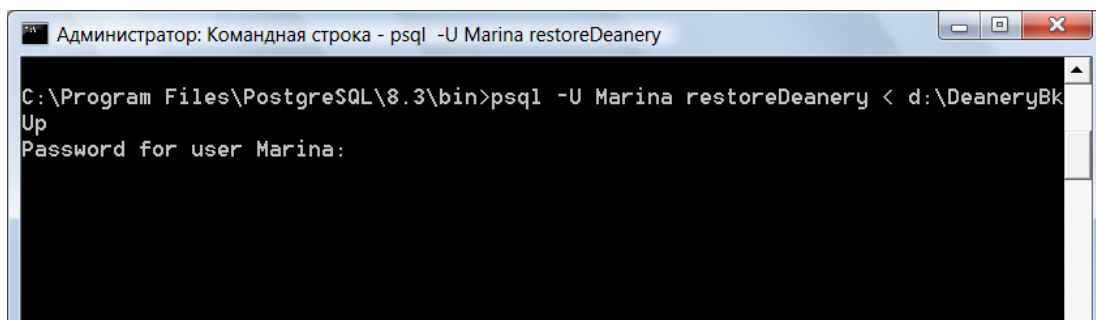 Администратор: Командная строка - psql -U Marina restoreDeanery
C:\Program Files\PostgreSQL\8.3\bin>psql -U Marina restoreDeanery < d:\DeaneryBk
Up
Password for user Marina: